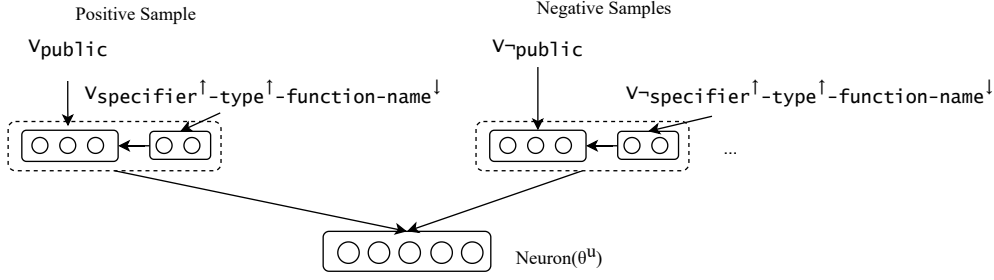 Positive Sample
Negative Samples
Vpublic
V¬public
Vspecifier↑-type↑-function-name↓
V¬specifier↑-type↑-function-name↓
...
Neuron(θᵘ)